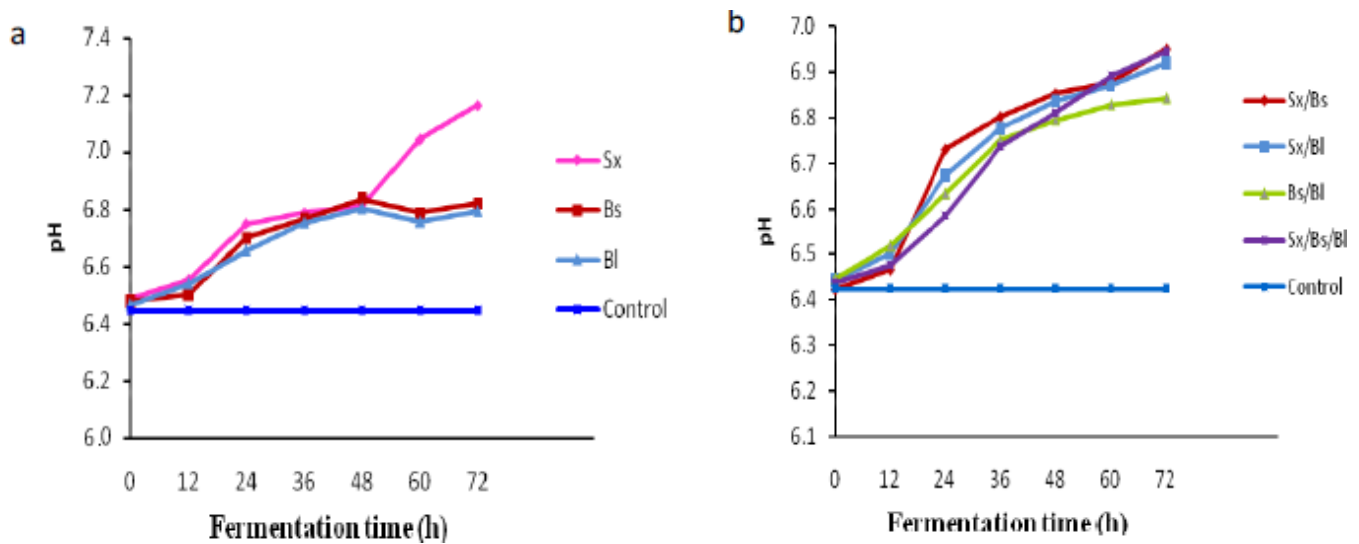 a
pH
7.4
7.2
7.0
6.8
6.6
6.4
6.2
6.0
0 12 24 36 48 60 72
Fermentation time (h)
Sx
Bs
Bl
Control
b
pH
7.0
6.9
6.8
6.7
6.6
6.5
6.4
6.3
6.2
6.1
0 12 24 36 48 60 72
Fermentation time (h)
Sx/Bs
Sx/Bl
Bs/Bl
Sx/Bs/Bl
Control